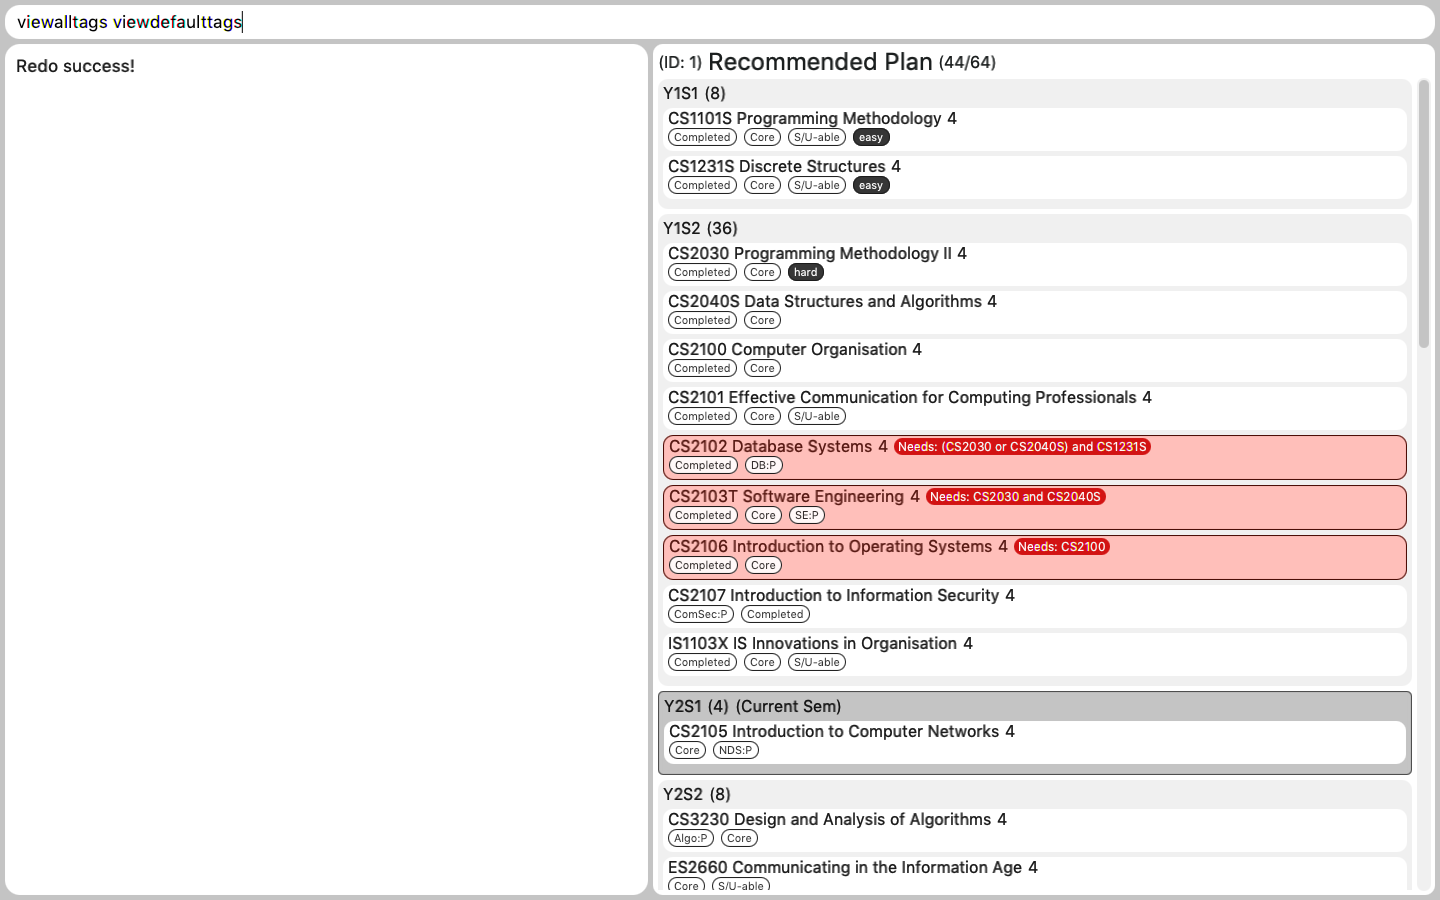 viewalltags viewdefaulttags
Redo success!
(ID: 1) Recommended Plan (44/64)
Y1S1 (8)
CS1101S Programming Methodology 4
Completed Core S/U-able easy
CS1231S Discrete Structures 4
Completed Core S/U-able easy
Y1S2 (36)
CS2030 Programming Methodology II 4
Completed Core hard
CS2040S Data Structures and Algorithms 4
Completed Core
CS2100 Computer Organisation 4
Completed Core
CS2101 Effective Communication for Computing Professionals 4
Completed Core S/U-able
CS2102 Database Systems 4 Needs: (CS2030 or CS2040S) and CS1231S
Completed DB:P
CS2103T Software Engineering 4 Needs: CS2030 and CS2040S
Completed Core SE:P
CS2106 Introduction to Operating Systems 4 Needs: CS2100
Completed Core
CS2107 Introduction to Information Security 4
ComSec:P Completed
IS1103X IS Innovations in Organisation 4
Completed Core S/U-able
Y2S1 (4) (Current Sem)
CS2105 Introduction to Computer Networks 4
Core NDS:P
Y2S2 (8)
CS3230 Design and Analysis of Algorithms 4
Algo:P Core
ES2660 Communicating in the Information Age 4
Core S/U-able